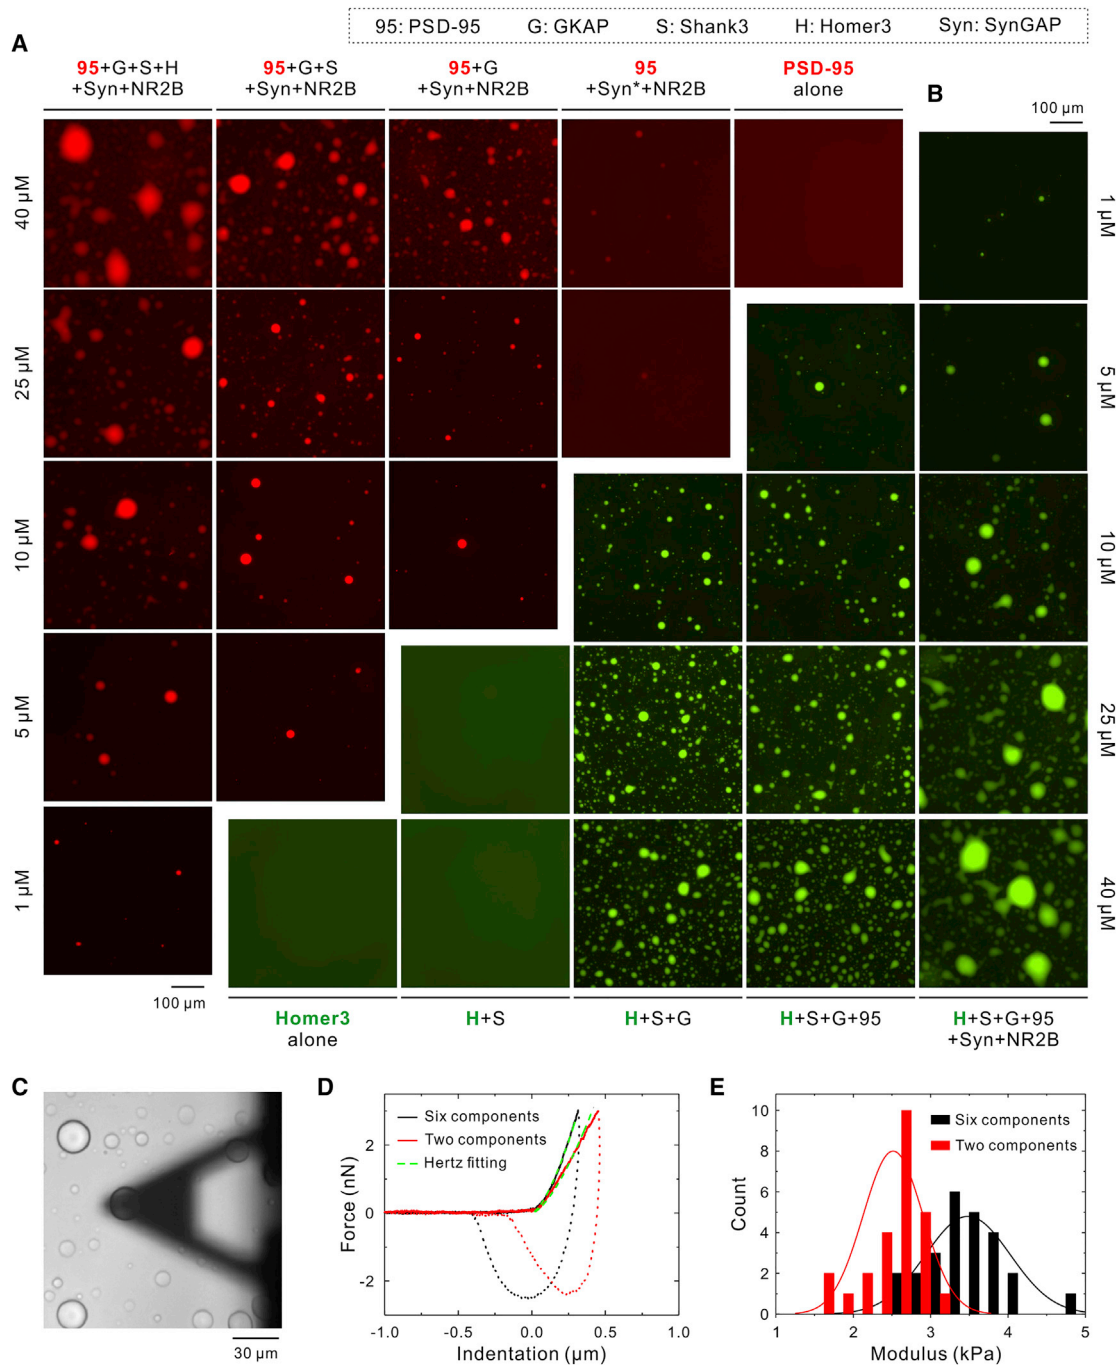 95: PSD-95 G: GKAP S: Shank3 H: Homer3 Syn: SynGAP
A
95+G+S+H
+Syn+NR2B
95+G+S
+Syn+NR2B
95+G
+Syn+NR2B
95
+Syn*+NR2B
PSD-95
alone
B
100 µm
40 µM
25 µM
10 µM
5 µM
1 µM
1 µM
5 µM
10 µM
25 µM
40 µM
100 µm
Homer3
alone
H+S
H+S+G
H+S+G+95
H+S+G+95
+Syn+NR2B
C
30 µm
D
Six components
Two components
Hertz fitting
Force (nN)
2
0
-2
-1.0 -0.5 0.0 0.5 1.0
Indentation (µm)
E
Six components
Two components
Count
10
8
6
4
2
0
1 2 3 4 5
Modulus (kPa)